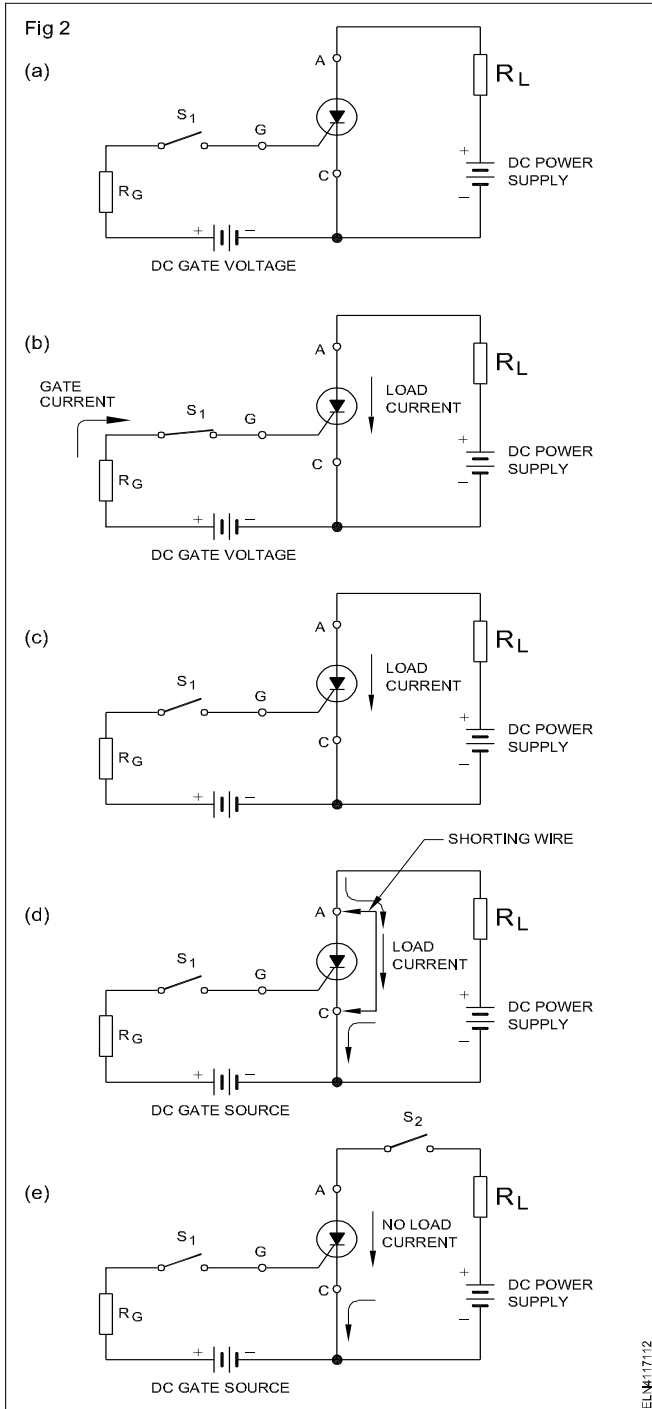 Fig 2
(a)
A
RL
S1
G
C
RG
+ −
DC GATE VOLTAGE
+
−
DC POWER
SUPPLY
(b)
A
RL
GATE
CURRENT
S1
G
LOAD
CURRENT
C
RG
+ −
DC GATE VOLTAGE
+
−
DC POWER
SUPPLY
(c)
A
RL
S1
G
LOAD
CURRENT
C
RG
+ −
+
−
DC POWER
SUPPLY
SHORTING WIRE
(d)
A
RL
S1
G
LOAD
CURRENT
C
RG
+ −
DC GATE SOURCE
+
−
DC POWER
SUPPLY
S2
(e)
A
RL
S1
G
NO LOAD
CURRENT
C
RG
+ −
DC GATE SOURCE
+
−
DC POWER
SUPPLY
ELN4117112